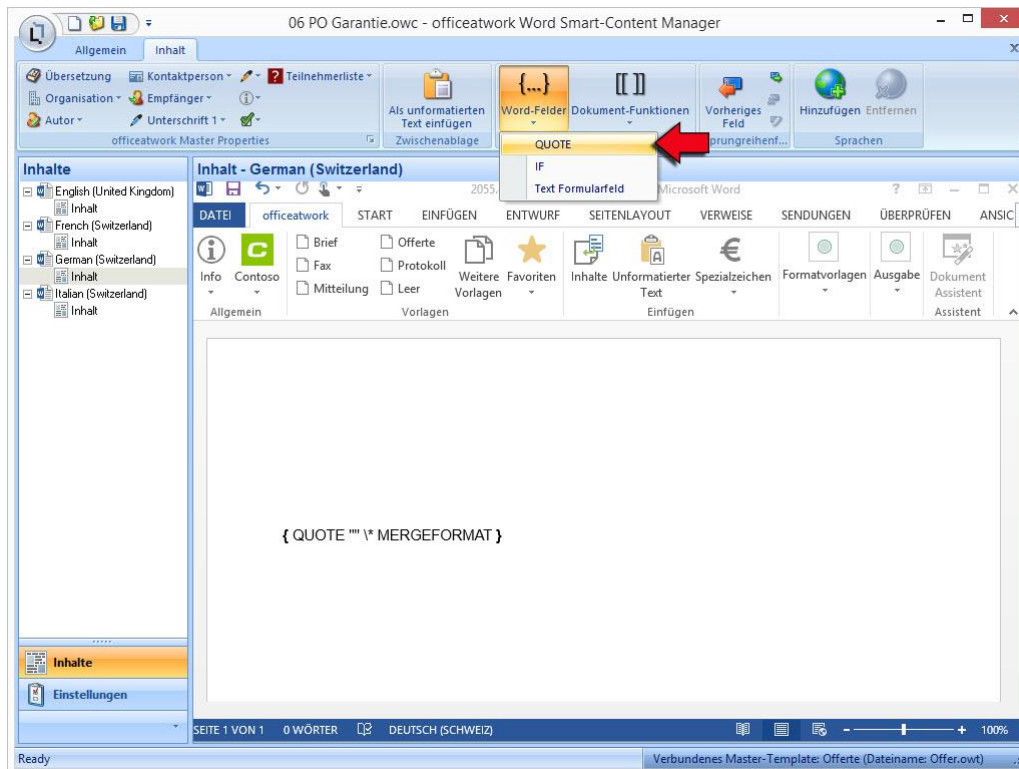 06 PO Garantie.owc - officeatwork Word Smart-Content Manager
Allgemein Inhalt
Übersetzung Kontaktperson Teilnehmerliste
Organisation Empfänger
Autor Unterschrift 1
officeatwork Master Properties
Als unformatierten
Text einfügen
Zwischenablage
{...} [[ ]]
Word-Felder Dokument-Funktionen
Vorheriges
Feld
prungreihenf...
Hinzufügen Entfernen
Sprachen
QUOTE
IF
Text Formularfeld
Inhalte
English (United Kingdom)
Inhalt
French (Switzerland)
Inhalt
German (Switzerland)
Inhalt
Italian (Switzerland)
Inhalt
Inhalt - German (Switzerland)
2055. Microsoft Word
DATEI officeatwork START EINFÜGEN ENTWURF SEITENLAYOUT VERWEISE SENDUNGEN ÜBERPRÜFEN ANSIC
Info Contoso
Allgemein
Brief Offerte
Fax Protokoll
Mitteilung Leer
Weitere
Vorlagen
Favoriten
Vorlagen
Inhalte Unformatierter
Text
Spezialzeichen
Einfügen
Formatvorlagen Ausgabe
Dokument
Assistent
Assistent
{ QUOTE "" \* MERGEFORMAT }
Inhalte
Einstellungen
SEITE 1 VON 1 0 WÖRTER DEUTSCH (SCHWEIZ) - + 100%
Ready
Verbundenes Master-Template: Offerte (Dateiname: Offer.owt)